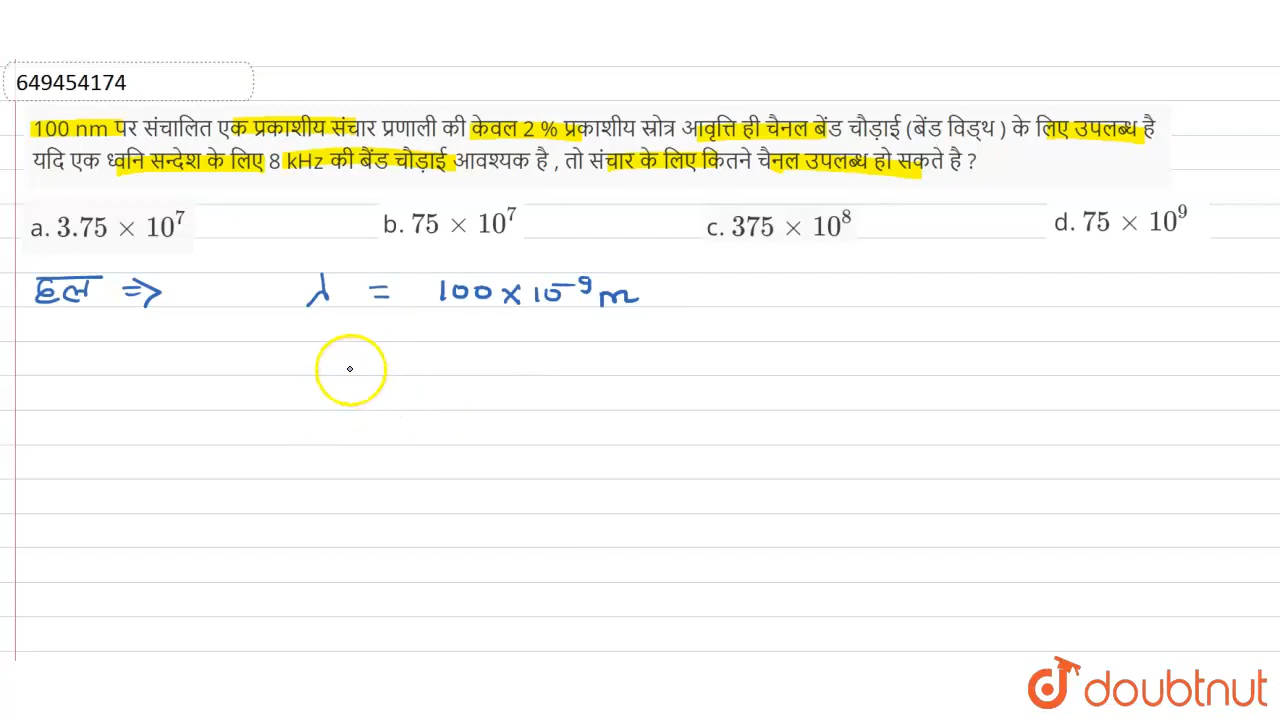 649454174
100 nm पर संचालित एक प्रकाशीय संचार प्रणाली की केवल 2 % प्रकाशीय स्रोत्र आवृत्ति ही चैनल बेंड चौड़ाई (बेंड विड्थ ) के लिए उपलब्ध है
यदि एक ध्वनि सन्देश के लिए 8 kHz की बैंड चौड़ाई आवश्यक है , तो संचार के लिए कितने चैनल उपलब्ध हो सकते है ?
a. 3.75 × 10^7 b. 75 × 10^7 c. 375 × 10^8 d. 75 × 10^9
हल ⇒ λ = 100 × 10^-9 m
doubtnut